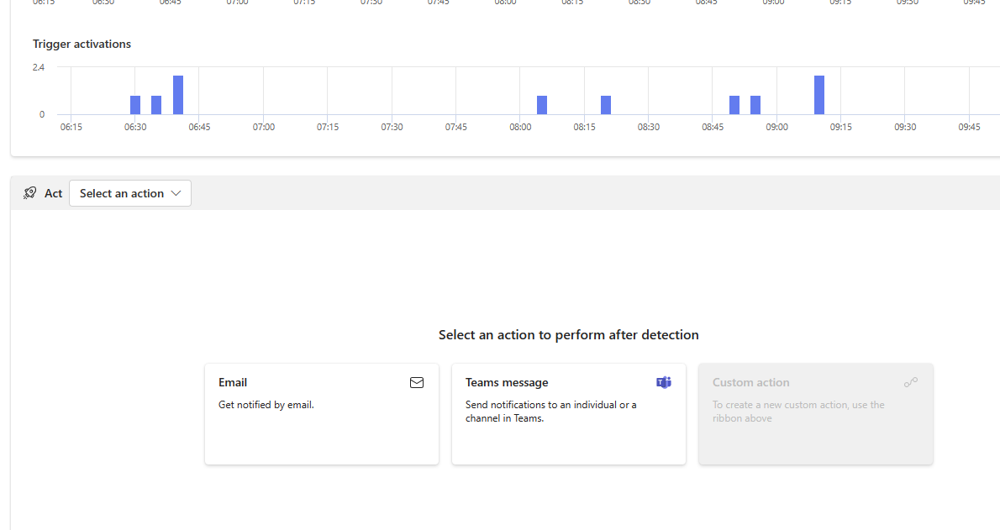 06:15 06:30 06:45 07:00 07:15 07:30 07:45 08:00 08:15 08:30 08:45 09:00 09:15 09:30 09:45
Trigger activations
2.4
0
06:15 06:30 06:45 07:00 07:15 07:30 07:45 08:00 08:15 08:30 08:45 09:00 09:15 09:30 09:45
Act Select an action
Select an action to perform after detection
Email
Get notified by email.
Teams message
Send notifications to an individual or a
channel in Teams.
Custom action
To create a new custom action, use the
ribbon above